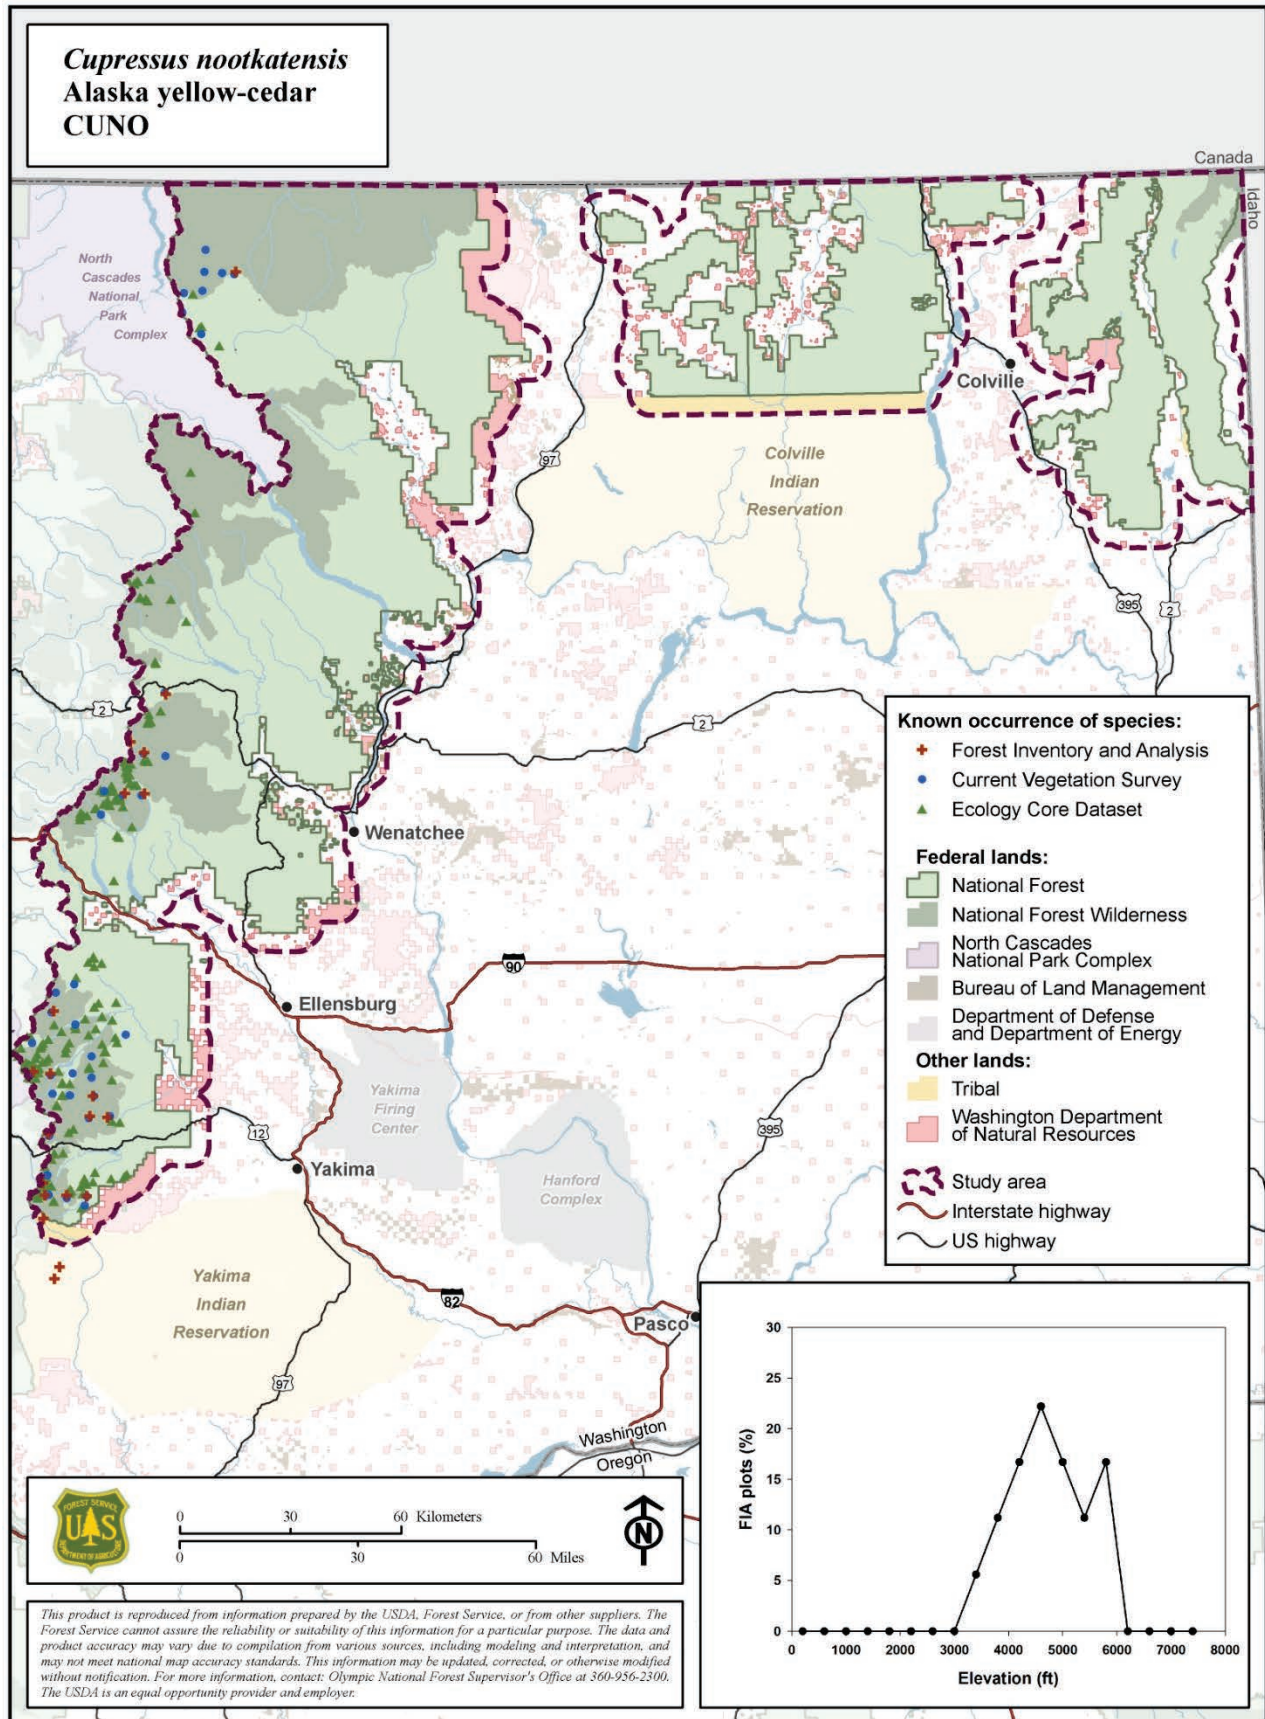 Cupressus nootkatensis
Alaska yellow-cedar
CUNO
Canada
Idaho
North
Cascades
National
Park
Complex
Colville
97
Colville
Indian
Reservation
395
2
2
2
Wenatchee
90
Ellensburg
Yakima
Firing
Center
395
12
Yakima
Hanford
Complex
Yakima
Indian
Reservation
82
Pasco
97
Washington
Oregon
Known occurrence of species:
Forest Inventory and Analysis
Current Vegetation Survey
Ecology Core Dataset
Federal lands:
National Forest
National Forest Wilderness
North Cascades
National Park Complex
Bureau of Land Management
Department of Defense
and Department of Energy
Other lands:
Tribal
Washington Department
of Natural Resources
Study area
Interstate highway
US highway
30
25
20
15
10
5
0
FIA plots (%)
0 1000 2000 3000 4000 5000 6000 7000 8000
Elevation (ft)
FOREST SERVICE
US
DEPARTMENT OF AGRICULTURE
0 30 60 Kilometers
0 30 60 Miles
N
This product is reproduced from information prepared by the USDA, Forest Service, or from other suppliers. The
Forest Service cannot assure the reliability or suitability of this information for a particular purpose. The data and
product accuracy may vary due to compilation from various sources, including modeling and interpretation, and
may not meet national map accuracy standards. This information may be updated, corrected, or otherwise modified
without notification. For more information, contact: Olympic National Forest Supervisor's Office at 360-956-2300.
The USDA is an equal opportunity provider and employer.